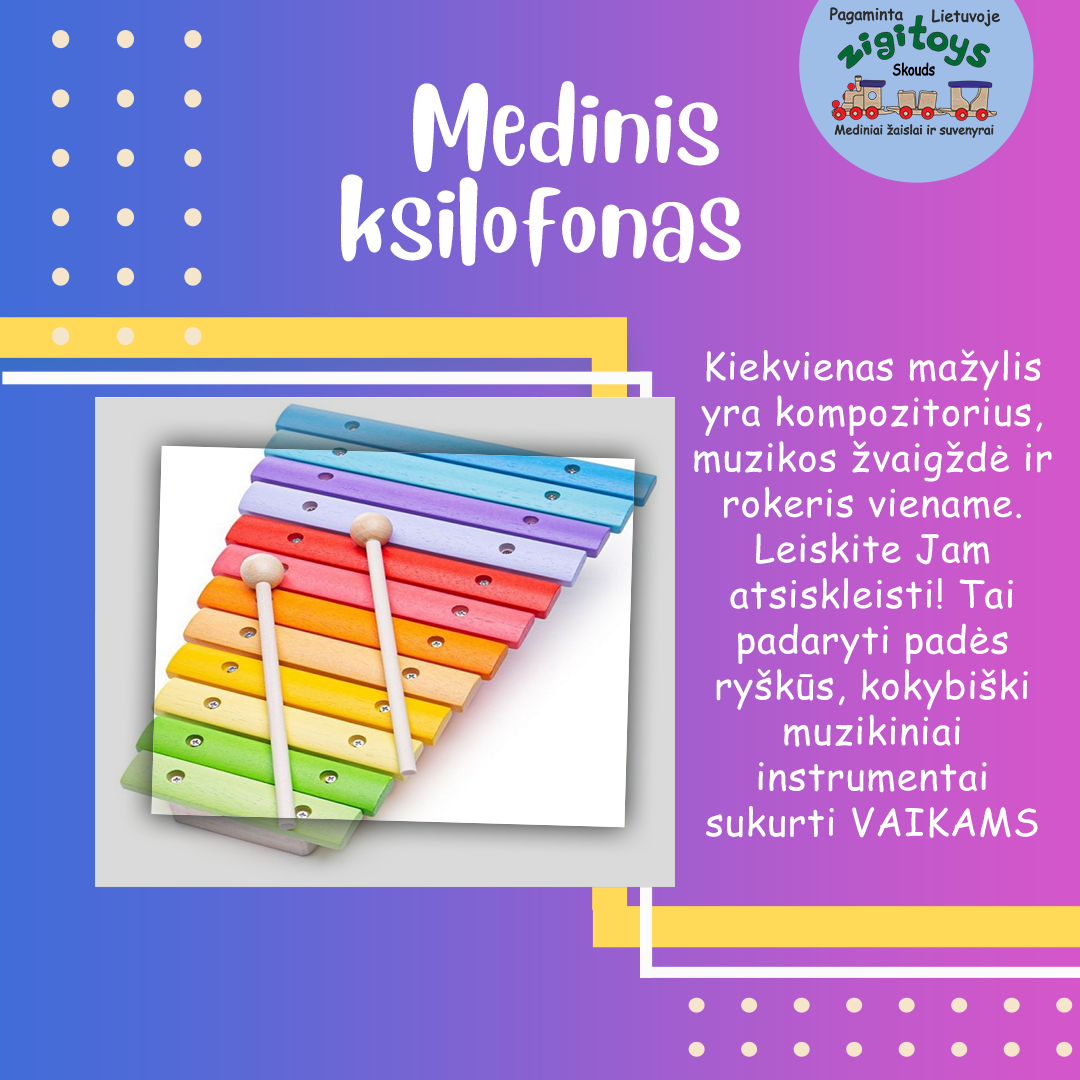 Pagaminta Lietuvoje
zigitoys
Skouds
Mediniai žaislai ir suvenyrai
Medinis
ksilofonas
Kiekvienas mažylis
yra kompozitorius,
muzikos žvaigždė ir
rokeris viename.
Leiskite Jam
atsiskleisti! Tai
padaryti padės
ryškūs, kokybiški
muzikiniai
instrumentai
sukurti VAIKAMS